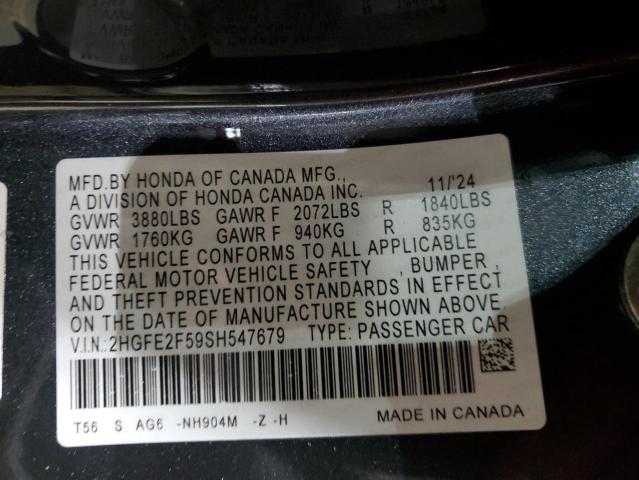 MFD.BY HONDA OF CANADA MFG., 11/'24
A DIVISION OF HONDA CANADA INC.
GVWR 3880LBS GAWR F 2072LBS R 1840LBS
GVWR 1760KG GAWR F 940KG R 835KG
THIS VEHICLE CONFORMS TO ALL APPLICABLE
FEDERAL MOTOR VEHICLE SAFETY , BUMPER,
AND THEFT PREVENTION STANDARDS IN EFFECT
ON THE DATE OF MANUFACTURE SHOWN ABOVE.
V.I.N.:2HGFE2F59SH547679 TYPE: PASSENGER CAR
T56 S AG6 -NH904M -Z -H MADE IN CANADA